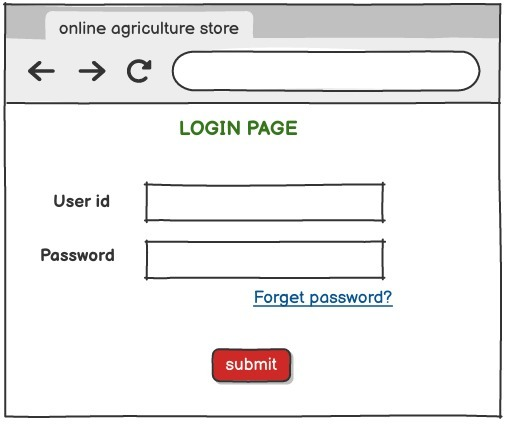 online agriculture store
LOGIN PAGE
User id
Password
Forget password?
submit